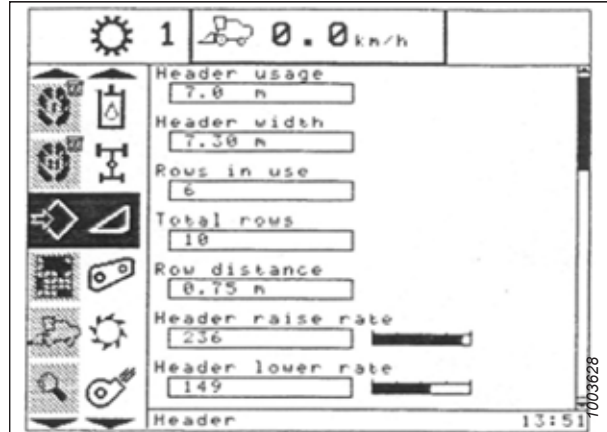 1 0.0 km/h
Header usage
7.0 m
Header width
7.30 m
Rows in use
6
Total rows
10
Row distance
0.75 m
Header raise rate
236
Header lower rate
149
Header 13:51
1003628